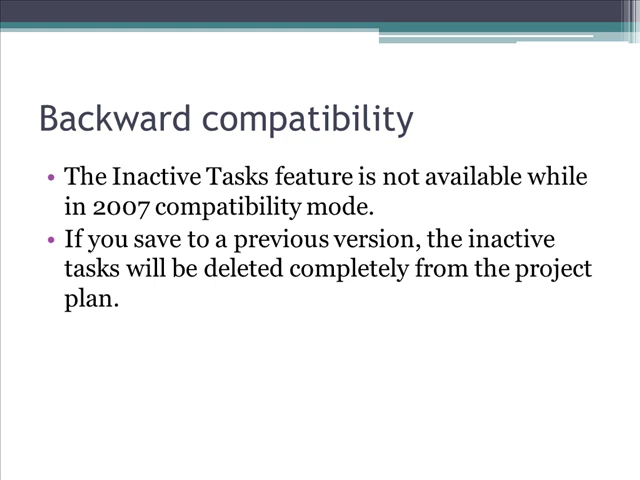 Backward compatibility
• The Inactive Tasks feature is not available while
in 2007 compatibility mode.
• If you save to a previous version, the inactive
tasks will be deleted completely from the project
plan.